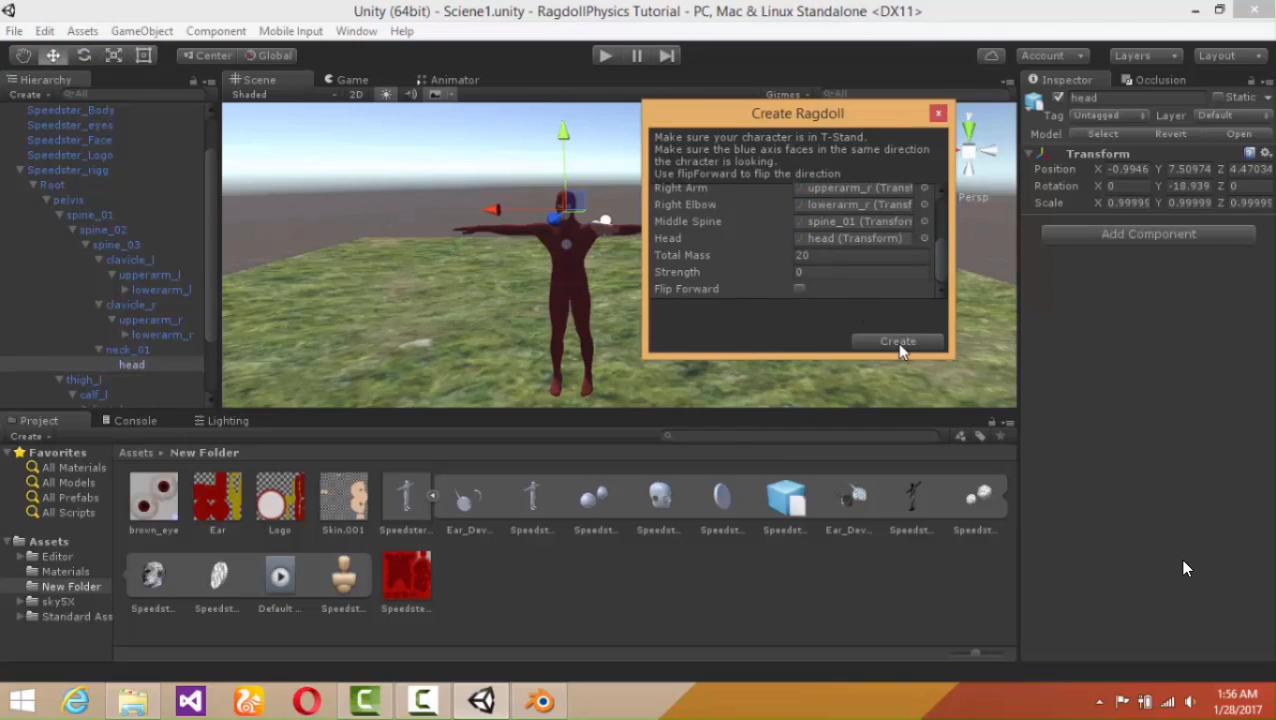 Unity (64bit) - Sciene1.unity - RagdollPhysics Tutorial - PC, Mac & Linux Standalone <DX11>
File Edit Assets GameObject Component Mobile Input Window Help
Center Global Account Layers Layout
Hierarchy
Create All
Speedster_Body
Speedster_eyes
Speedster_Face
Speedster_Logo
Speedster_rigg
Root
pelvis
spine_01
spine_02
spine_03
clavicle_l
upperarm_l
lowerarm_l
clavicle_r
upperarm_r
lowerarm_r
neck_01
head
thigh_l
calf_l
Scene Game Animator
Shaded 2D Gizmos All
y
Persp
Create Ragdoll
x
Make sure your character is in T-Stand.
Make sure the blue axis faces in the same direction
the chracter is looking.
Use flipForward to flip the direction
Right Arm upperarm_r (Transf
Right Elbow lowerarm_r (Transf
Middle Spine spine_01 (Transforr
Head head (Transform)
Total Mass 20
Strength 0
Flip Forward
Create
Inspector Occlusion
head Static
Tag Untagged Layer Default
Model Select Revert Open
Transform
Position X -0.9946 Y 7.50974 Z 4.47034
Rotation X 0 Y -18.939 Z 0
Scale X 0.99999 Y 0.99999 Z 0.99999
Add Component
Project Console Lighting
Create
Favorites
All Materials
All Models
All Prefabs
All Scripts
Assets
Editor
Materials
New Folder
sky5X
Standard Ass
Assets New Folder
brown_eye Ear Logo Skin.001 Speedster... Ear_Dev... Speedst... Speedst... Speedst... Speedst... Speedst... Ear_De... Speedst... Speedst...
Speedst... Speedst... Default ... Speedst... Speedste...
1:56 AM
1/28/2017